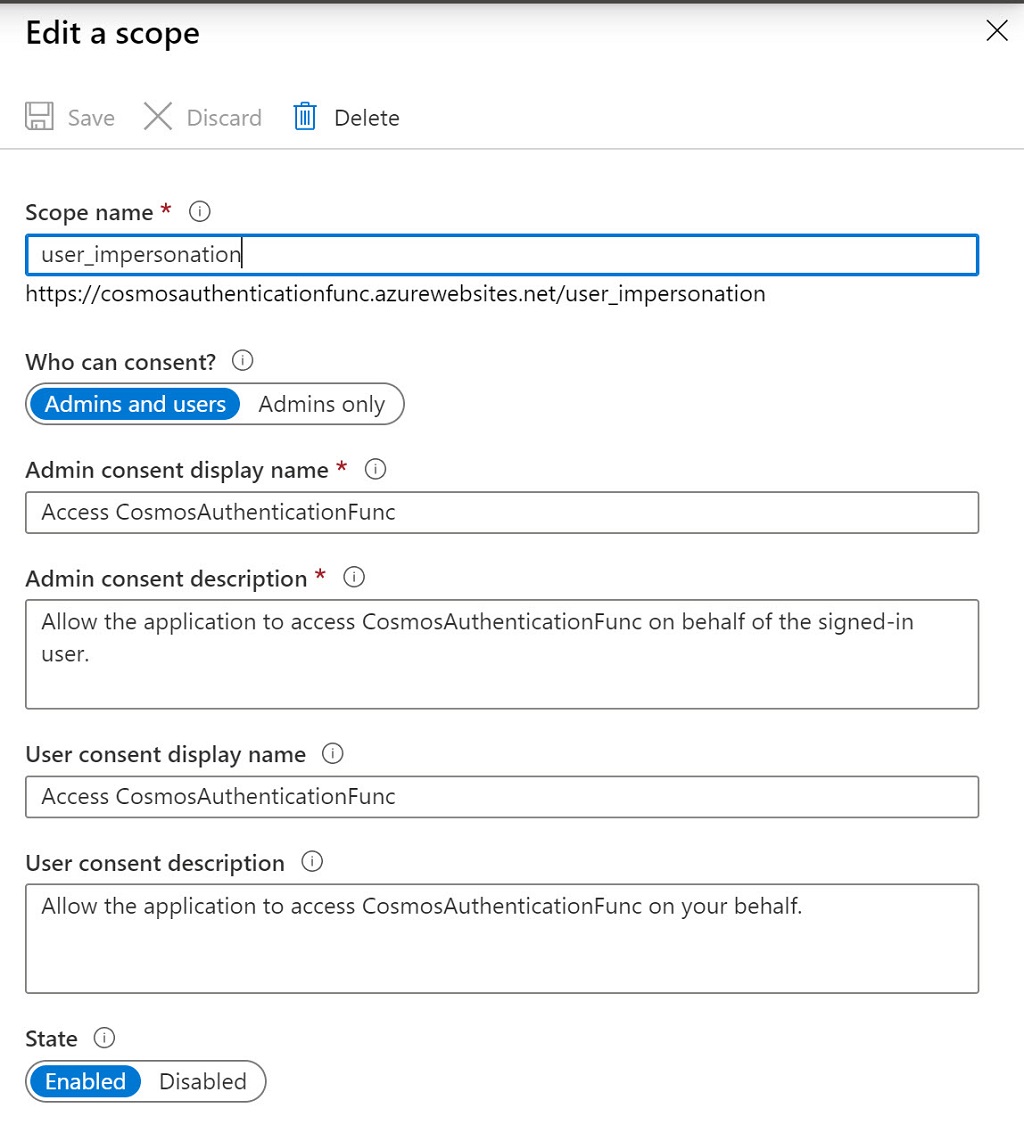 Edit a scope
Save Discard Delete
Scope name *
user_impersonation
https://cosmosauthenticationfunc.azurewebsites.net/user_impersonation
Who can consent?
Admins and users Admins only
Admin consent display name *
Access CosmosAuthenticationFunc
Admin consent description *
Allow the application to access CosmosAuthenticationFunc on behalf of the signed-in
user.
User consent display name
Access CosmosAuthenticationFunc
User consent description
Allow the application to access CosmosAuthenticationFunc on your behalf.
State
Enabled Disabled